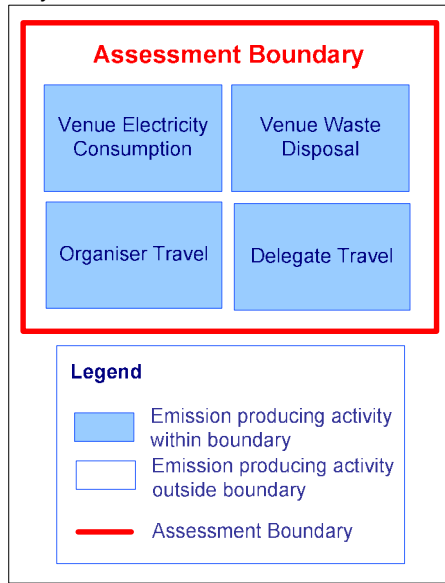 Assessment Boundary
Venue Electricity
Consumption
Venue Waste
Disposal
Organiser Travel
Delegate Travel
Legend
Emission producing activity
within boundary
Emission producing activity
outside boundary
Assessment Boundary